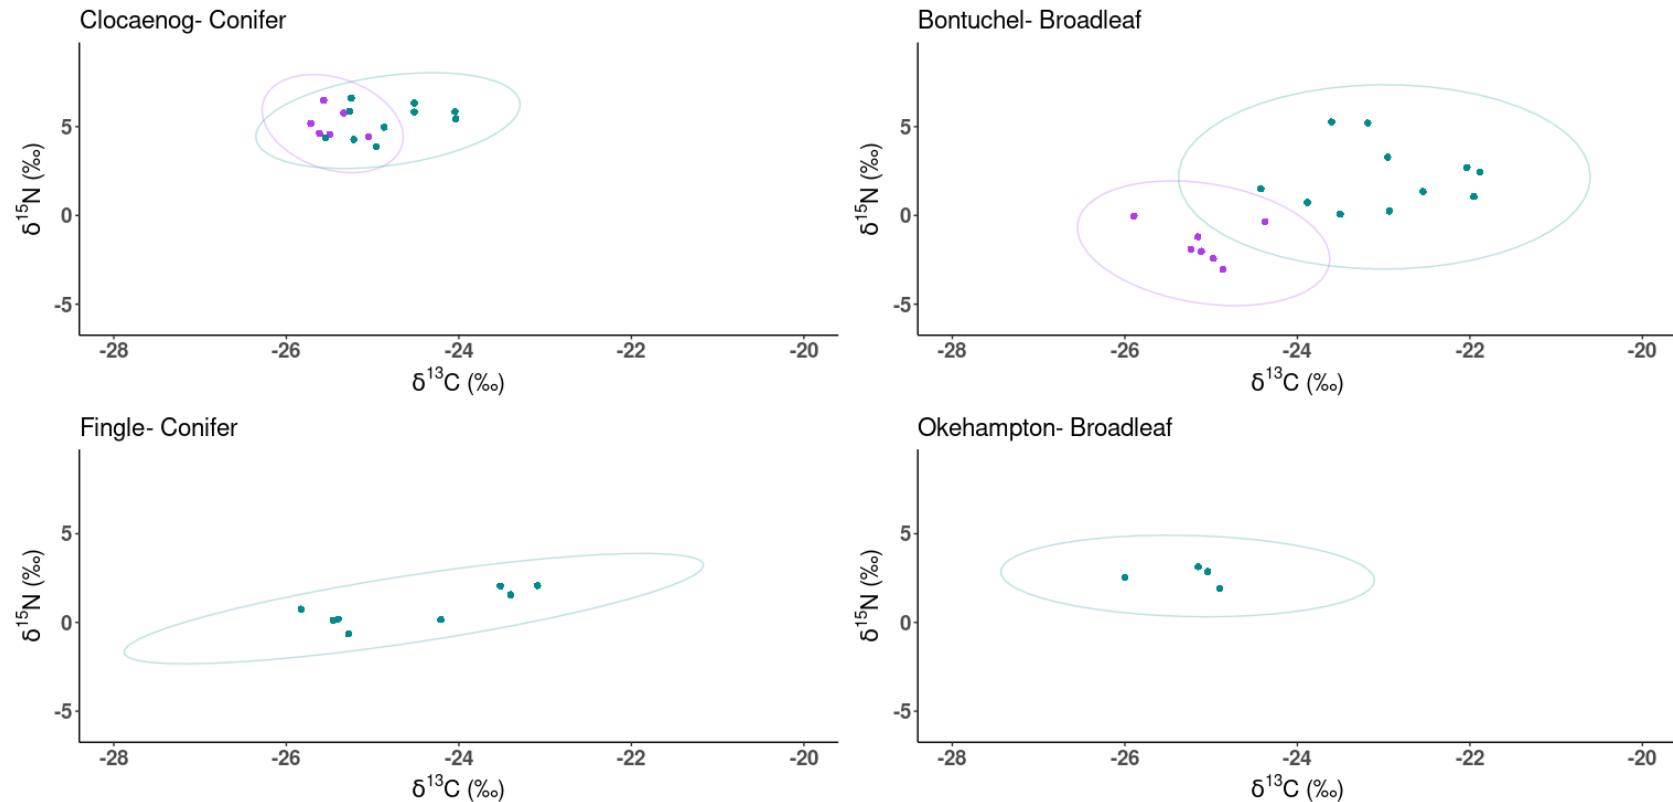 Clocaenog- Conifer
5
0
-5
δ¹⁵N (‰)
-28 -26 -24 -22 -20
δ¹³C (‰)
Bontuchel- Broadleaf
5
0
-5
δ¹⁵N (‰)
-28 -26 -24 -22 -20
δ¹³C (‰)
Fingle- Conifer
5
0
-5
δ¹⁵N (‰)
-28 -26 -24 -22 -20
δ¹³C (‰)
Okehampton- Broadleaf
5
0
-5
δ¹⁵N (‰)
-28 -26 -24 -22 -20
δ¹³C (‰)